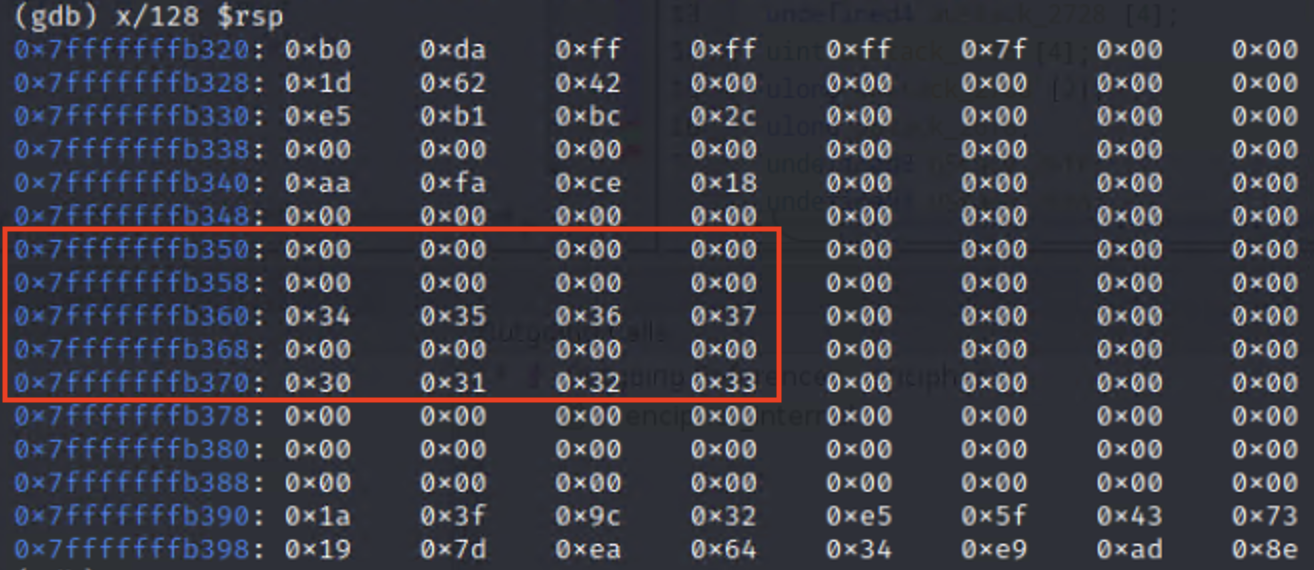 (gdb) x/128 $rsp
0x7fffffffb320: 0xb0 0xda 0xff 0xff 0xff 0x7f 0x00 0x00
0x7fffffffb328: 0x1d 0x62 0x42 0x00 0x00 0x00 0x00 0x00
0x7fffffffb330: 0xe5 0xb1 0xbc 0x2c 0x00 0x00 0x00 0x00
0x7fffffffb338: 0x00 0x00 0x00 0x00 0x00 0x00 0x00 0x00
0x7fffffffb340: 0xaa 0xfa 0xce 0x18 0x00 0x00 0x00 0x00
0x7fffffffb348: 0x00 0x00 0x00 0x00 0x00 0x00 0x00 0x00
0x7fffffffb350: 0x00 0x00 0x00 0x00 0x00 0x00 0x00 0x00
0x7fffffffb358: 0x00 0x00 0x00 0x00 0x00 0x00 0x00 0x00
0x7fffffffb360: 0x34 0x35 0x36 0x37 0x00 0x00 0x00 0x00
0x7fffffffb368: 0x00 0x00 0x00 0x00 0x00 0x00 0x00 0x00
0x7fffffffb370: 0x30 0x31 0x32 0x33 0x00 0x00 0x00 0x00
0x7fffffffb378: 0x00 0x00 0x00 0x00 0x00 0x00 0x00 0x00
0x7fffffffb380: 0x00 0x00 0x00 0x00 0x00 0x00 0x00 0x00
0x7fffffffb388: 0x00 0x00 0x00 0x00 0x00 0x00 0x00 0x00
0x7fffffffb390: 0x1a 0x3f 0x9c 0x32 0xe5 0x5f 0x43 0x73
0x7fffffffb398: 0x19 0x7d 0xea 0x64 0x34 0xe9 0xad 0x8e